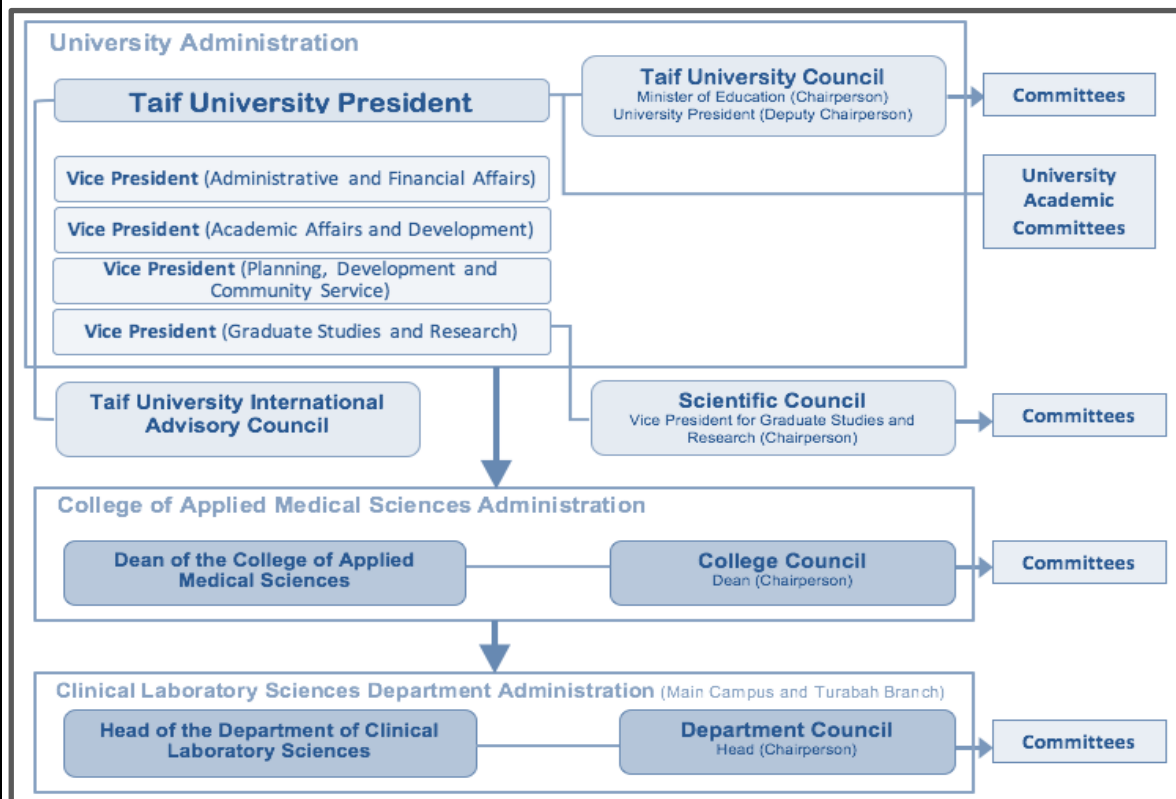 University Administration
Taif University President
Taif University Council
Minister of Education (Chairperson)
University President (Deputy Chairperson)
Committees
Vice President (Administrative and Financial Affairs)
Vice President (Academic Affairs and Development)
Vice President (Planning, Development and
Community Service)
Vice President (Graduate Studies and Research)
University
Academic
Committees
Taif University International
Advisory Council
Scientific Council
Vice President for Graduate Studies and
Research (Chairperson)
Committees
College of Applied Medical Sciences Administration
Dean of the College of Applied
Medical Sciences
College Council
Dean (Chairperson)
Committees
Clinical Laboratory Sciences Department Administration (Main Campus and Turabah Branch)
Head of the Department of Clinical
Laboratory Sciences
Department Council
Head (Chairperson)
Committees